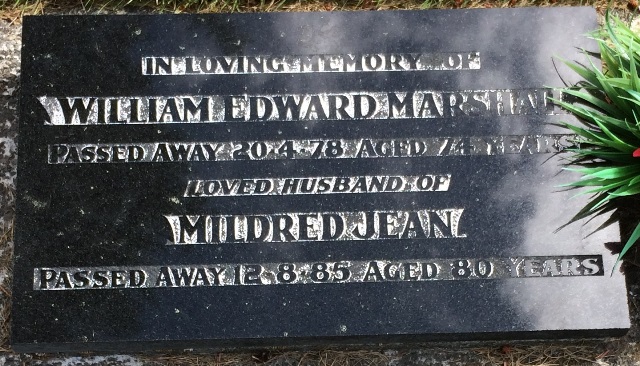 IN LOVING MEMORY OF
WILLIAM EDWARD MARSHALL
PASSED AWAY 20-4-78 AGED 74 YEARS
LOVED HUSBAND OF
MILDRED JEAN
PASSED AWAY 12-8-85 AGED 80 YEARS